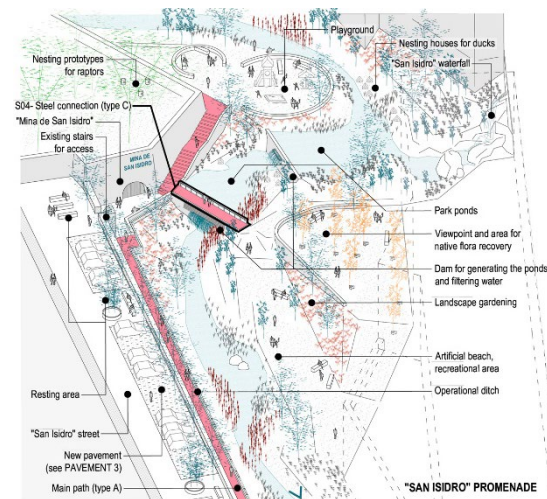 Playground
Nesting prototypes
for raptors
Nesting houses for ducks
"San Isidro" waterfall
S04- Steel connection (type C)
"Mina de San Isidro"
Existing stairs
for access
MINA DE
SAN ISIDRO
Park ponds
Viewpoint and area for
native flora recovery
Dam for generating the ponds
and filtering water
Landscape gardening
Artificial beach,
recreational area
Resting area
Operational ditch
"San Isidro" street
New pavement
(see PAVEMENT 3)
Main path (type A)
"SAN ISIDRO" PROMENADE